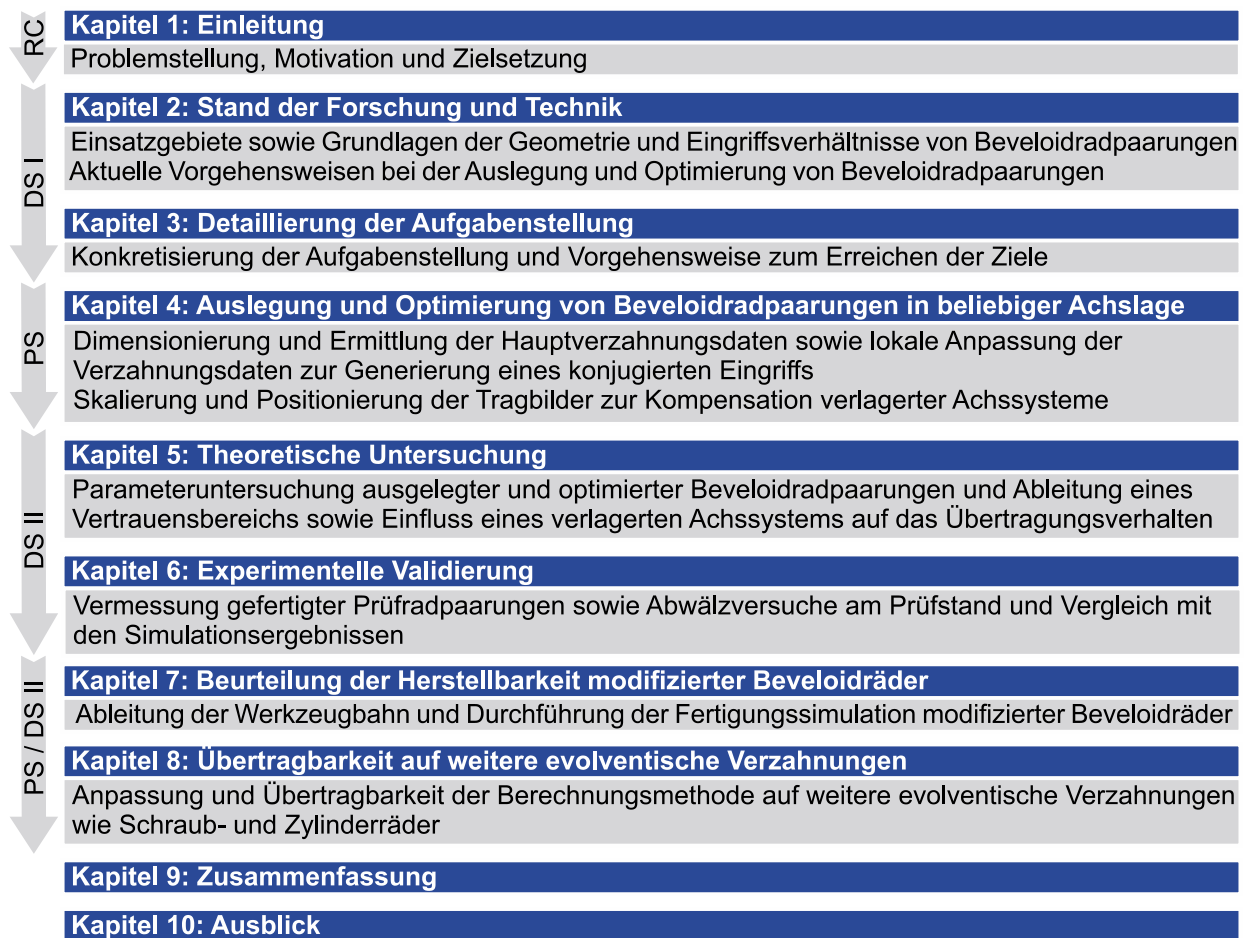 RC
Kapitel 1: Einleitung
Problemstellung, Motivation und Zielsetzung
DS I
Kapitel 2: Stand der Forschung und Technik
Einsatzgebiete sowie Grundlagen der Geometrie und Eingriffsverhältnisse von Beveloidradpaarungen
Aktuelle Vorgehensweisen bei der Auslegung und Optimierung von Beveloidradpaarungen
Kapitel 3: Detaillierung der Aufgabenstellung
Konkretisierung der Aufgabenstellung und Vorgehensweise zum Erreichen der Ziele
PS
Kapitel 4: Auslegung und Optimierung von Beveloidradpaarungen in beliebiger Achslage
Dimensionierung und Ermittlung der Hauptverzahnungsdaten sowie lokale Anpassung der
Verzahnungsdaten zur Generierung eines konjugierten Eingriffs
Skalierung und Positionierung der Tragbilder zur Kompensation verlagerter Achssysteme
DS II
Kapitel 5: Theoretische Untersuchung
Parameteruntersuchung ausgelegter und optimierter Beveloidradpaarungen und Ableitung eines
Vertrauensbereichs sowie Einfluss eines verlagerten Achssystems auf das Übertragungsverhalten
Kapitel 6: Experimentelle Validierung
Vermessung gefertigter Prüfradpaarungen sowie Abwälzversuche am Prüfstand und Vergleich mit
den Simulationsergebnissen
PS / DS II
Kapitel 7: Beurteilung der Herstellbarkeit modifizierter Beveloidräder
Ableitung der Werkzeugbahn und Durchführung der Fertigungssimulation modifizierter Beveloidräder
Kapitel 8: Übertragbarkeit auf weitere evolventische Verzahnungen
Anpassung und Übertragbarkeit der Berechnungsmethode auf weitere evolventische Verzahnungen
wie Schraub- und Zylinderräder
Kapitel 9: Zusammenfassung
Kapitel 10: Ausblick